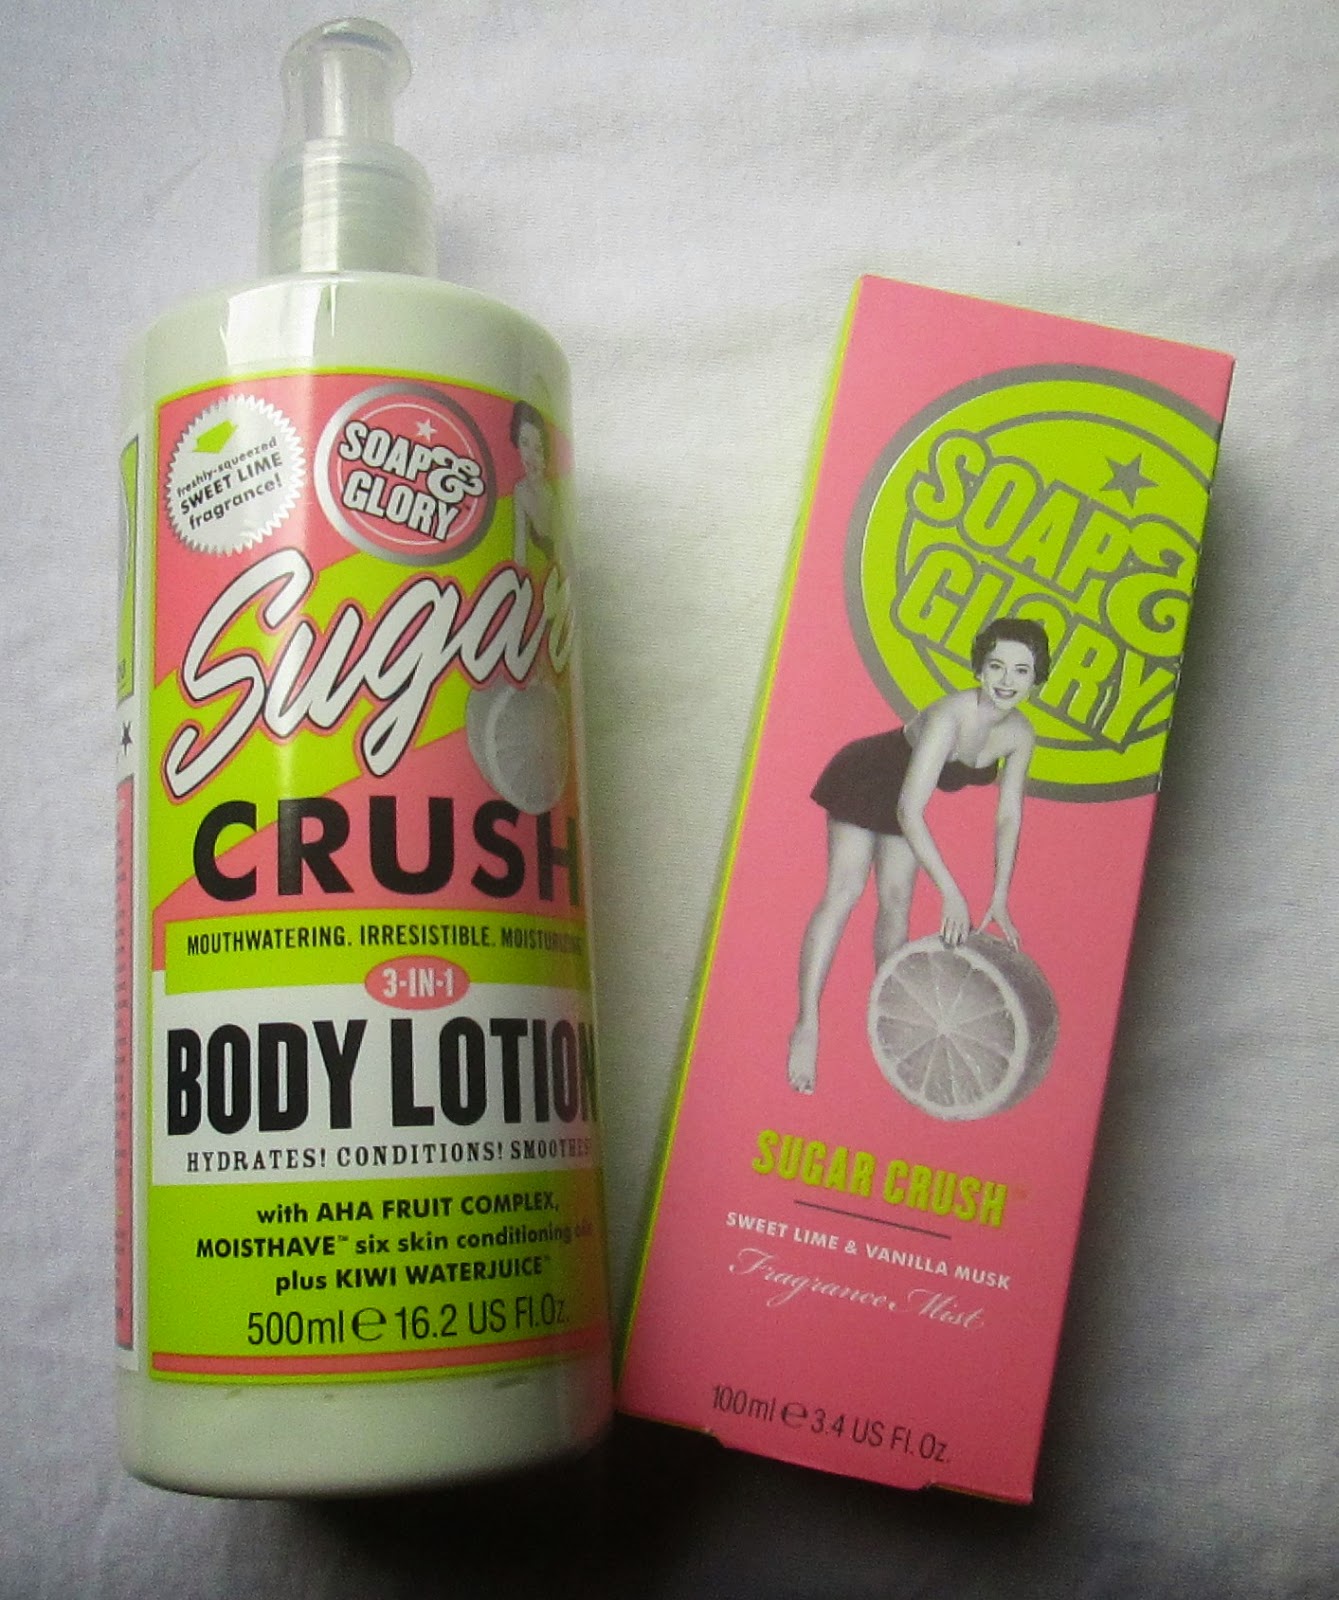 freshly-squeezed
SWEET LIME
fragrance!
SOAP &
GLORY
Sugar
CRUSH
MOUTHWATERING. IRRESISTIBLE. MOISTURIZING
3-IN-1
BODY LOTION
HYDRATES! CONDITIONS! SMOOTHES!
with AHA FRUIT COMPLEX,
MOISTHAVE™ six skin conditioning oils
plus KIWI WATERJUICE™
500ml ℮ 16.2 US Fl.Oz.
SOAP &
GLORY
SUGAR CRUSH™
SWEET LIME & VANILLA MUSK
Fragrance Mist
100ml ℮ 3.4 US Fl. Oz.